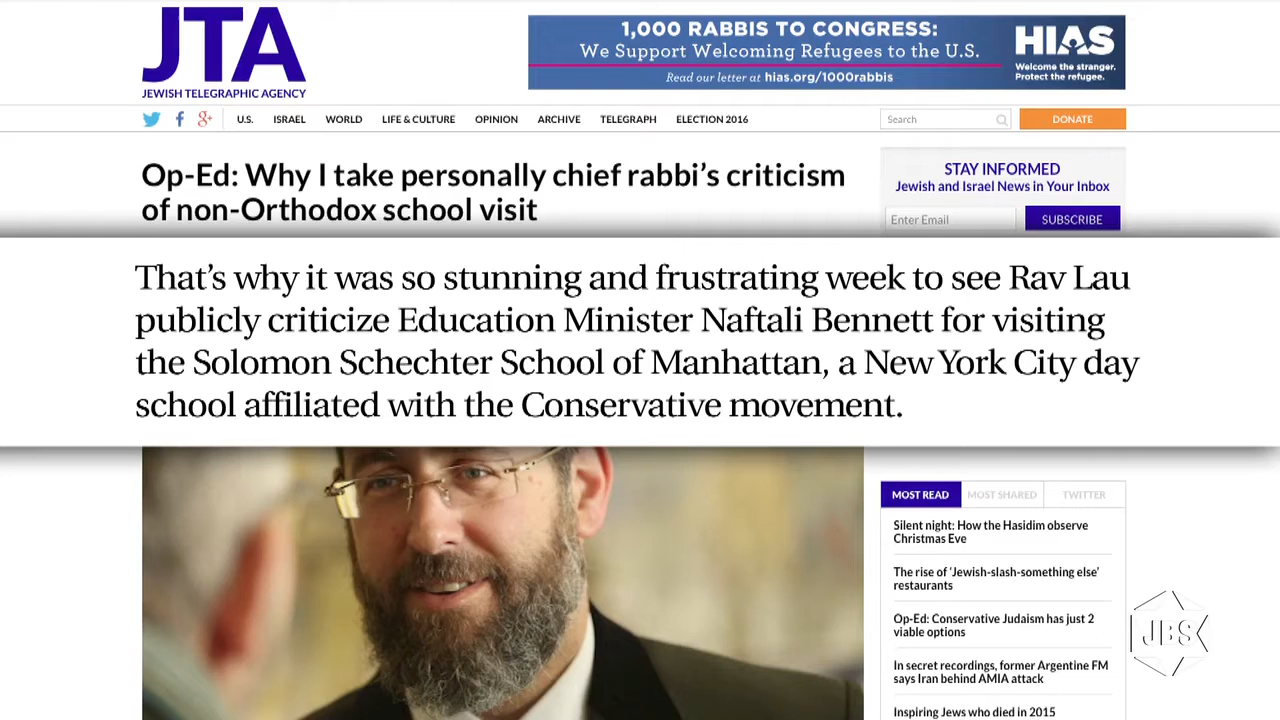 JTA
JEWISH TELEGRAPHIC AGENCY
1,000 RABBIS TO CONGRESS:
We Support Welcoming Refugees to the U.S.
Read our letter at hias.org/1000rabbis
HIAS
Welcome the stranger.
Protect the refugee.
U.S. ISRAEL WORLD LIFE & CULTURE OPINION ARCHIVE TELEGRAPH ELECTION 2016
Search
DONATE
Op-Ed: Why I take personally chief rabbi's criticism
of non-Orthodox school visit
STAY INFORMED
Jewish and Israel News in Your Inbox
Enter Email
SUBSCRIBE
That's why it was so stunning and frustrating week to see Rav Lau
publicly criticize Education Minister Naftali Bennett for visiting
the Solomon Schechter School of Manhattan, a New York City day
school affiliated with the Conservative movement.
MOST READ MOST SHARED TWITTER
Silent night: How the Hasidim observe
Christmas Eve
The rise of 'Jewish-slash-something else'
restaurants
Op-Ed: Conservative Judaism has just 2
viable options
In secret recordings, former Argentine FM
says Iran behind AMIA attack
Inspiring Jews who died in 2015
JBS